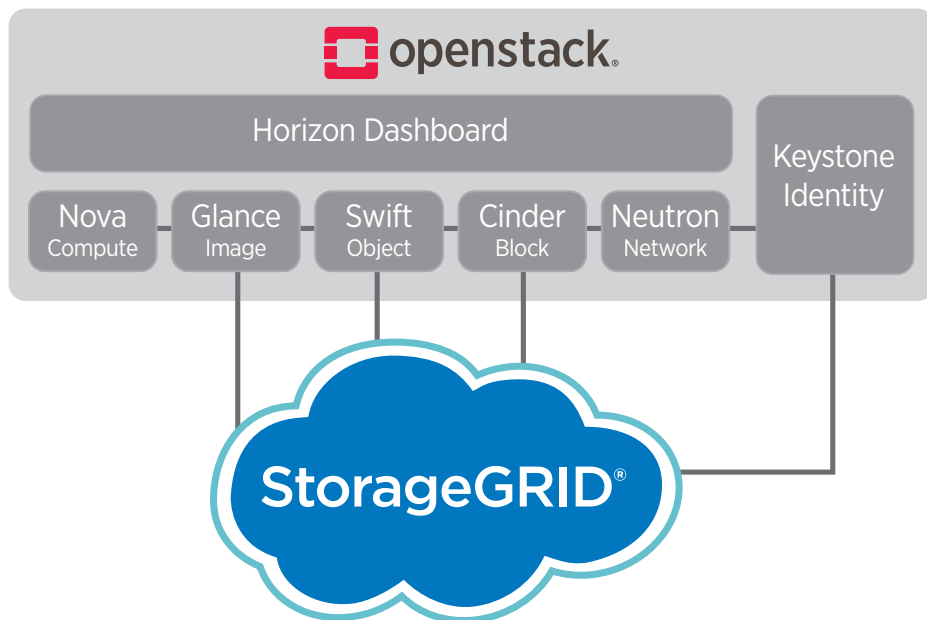 openstack®
Horizon Dashboard
Keystone
Identity
Nova
Compute
Glance
Image
Swift
Object
Cinder
Block
Neutron
Network
StorageGRID®